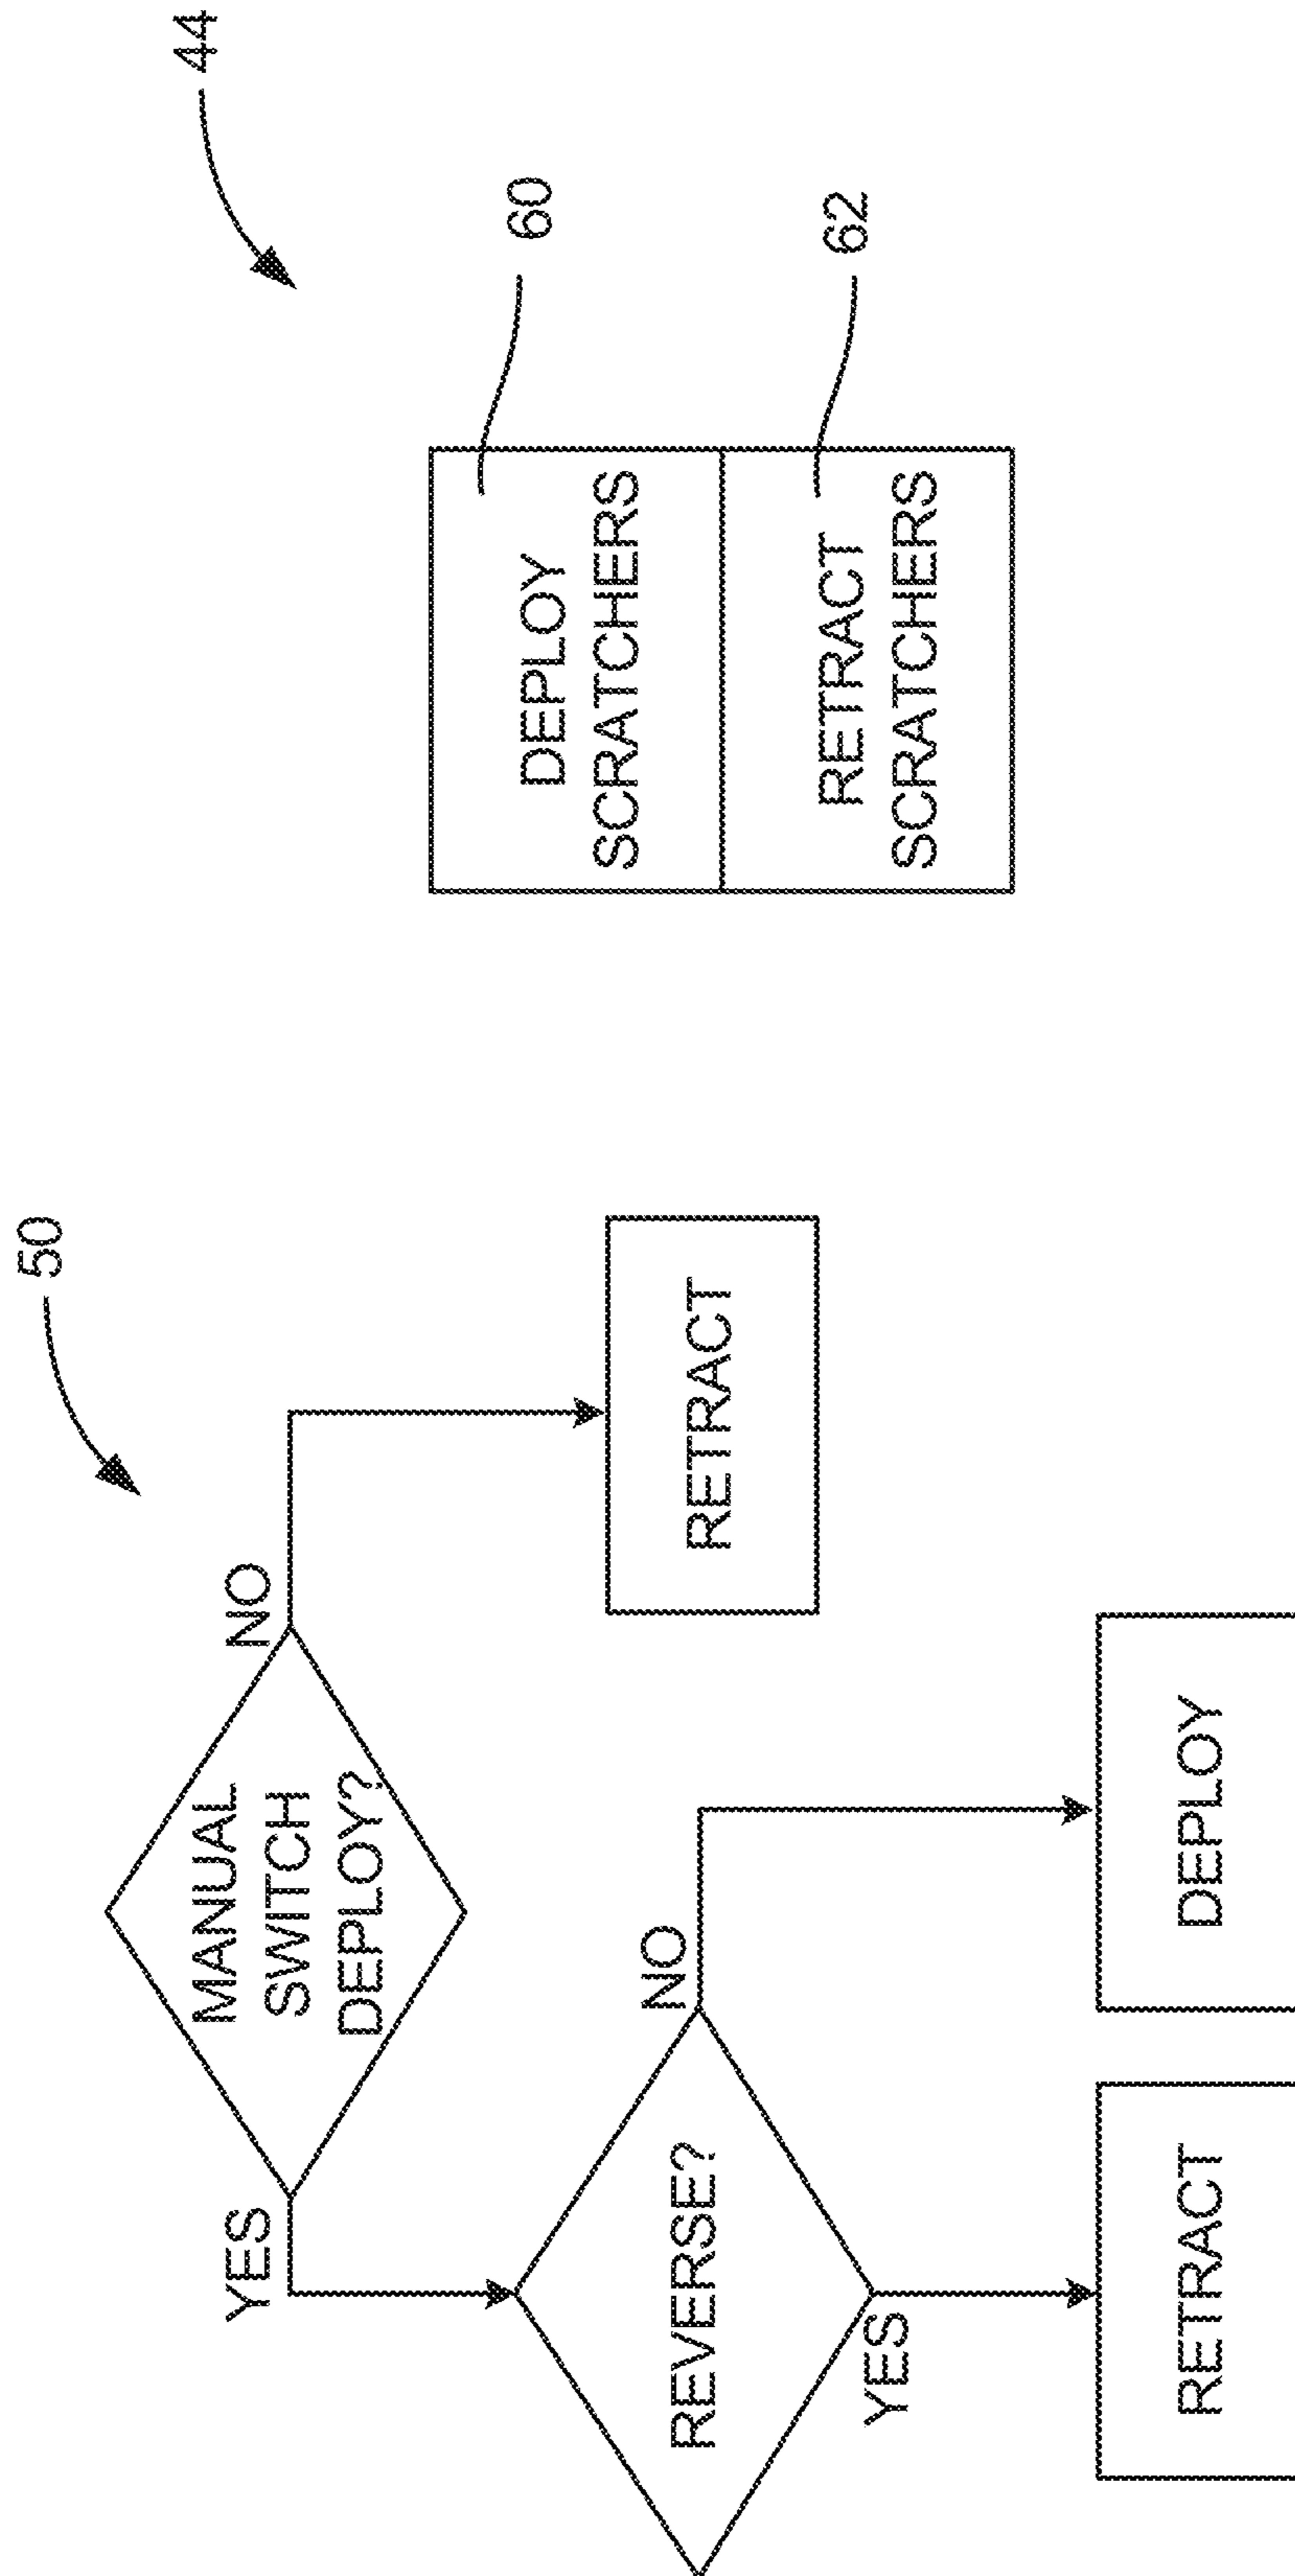 50
MANUAL
SWITCH
DEPLOY?
YES
NO
REVERSE?
NO
RETRACT
YES
RETRACT
DEPLOY
44
DEPLOY
SCRATCHERS
60
RETRACT
SCRATCHERS
62